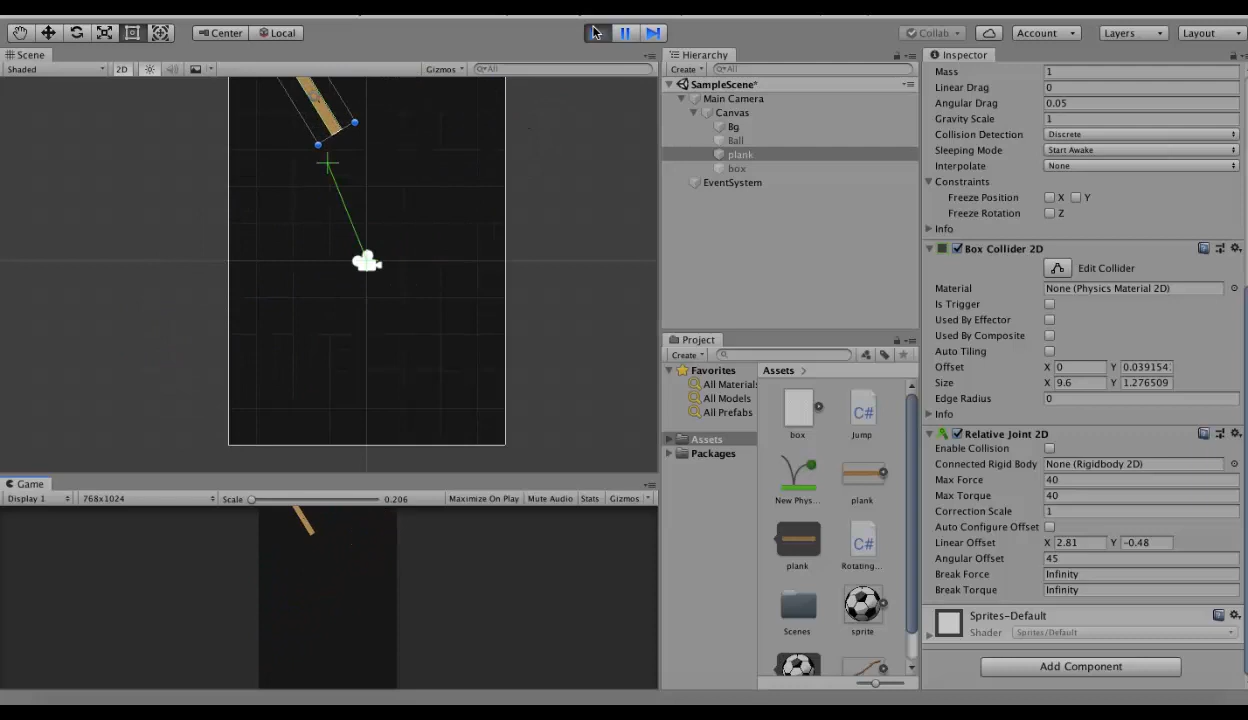 Center Local Collab Account Layers Layout
Scene
Shaded 2D Gizmos All
Hierarchy
Create All
SampleScene*
Main Camera
Canvas
Bg
Ball
plank
box
EventSystem
Project
Create
Favorites
All Materials
All Models
All Prefabs
Assets
Packages
Assets
box
C#
Jump
New Phys...
plank
plank
C#
Rotating...
Scenes
sprite
Game
Display 1 768x1024 Scale 0.206 Maximize On Play Mute Audio Stats Gizmos
Inspector
Mass 1
Linear Drag 0
Angular Drag 0.05
Gravity Scale 1
Collision Detection Discrete
Sleeping Mode Start Awake
Interpolate None
Constraints
Freeze Position X Y
Freeze Rotation Z
Info
Box Collider 2D
Edit Collider
Material None (Physics Material 2D)
Is Trigger
Used By Effector
Used By Composite
Auto Tiling
Offset X 0 Y 0.039154
Size X 9.6 Y 1.276509
Edge Radius 0
Info
Relative Joint 2D
Enable Collision
Connected Rigid Body None (Rigidbody 2D)
Max Force 40
Max Torque 40
Correction Scale 1
Auto Configure Offset
Linear Offset X 2.81 Y -0.48
Angular Offset 45
Break Force Infinity
Break Torque Infinity
Sprites-Default
Shader Sprites/Default
Add Component